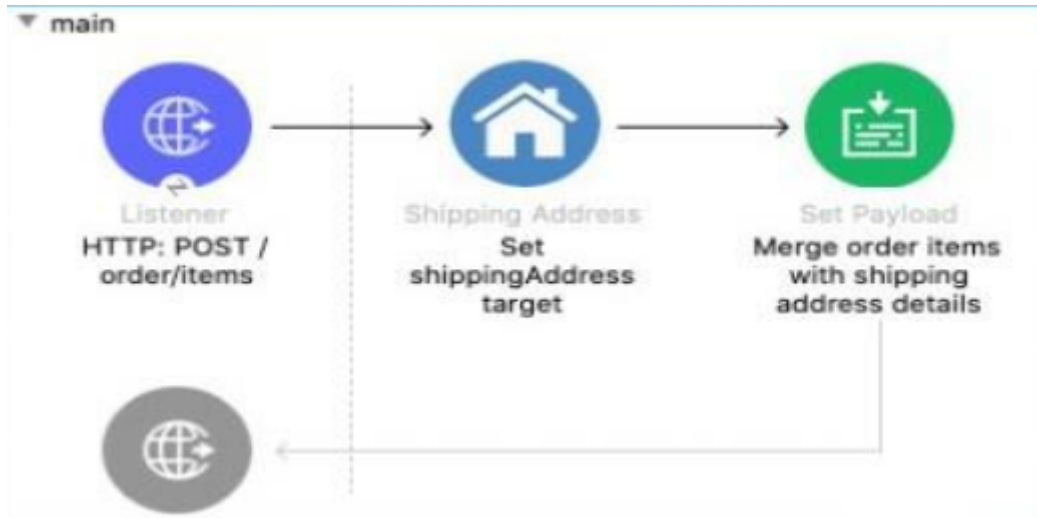 main
Listener
HTTP: POST /
order/items
Shipping Address
Set
shippingAddress
target
Set Payload
Merge order items
with shipping
address details